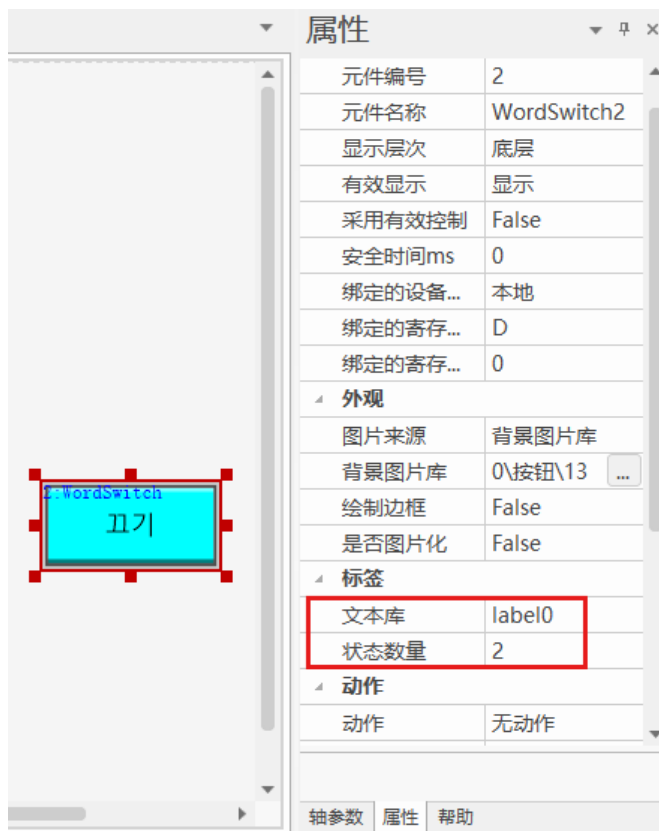 属性
元件编号 2
元件名称 WordSwitch2
显示层次 底层
有效显示 显示
采用有效控制 False
安全时间ms 0
绑定的设备... 本地
绑定的寄存... D
绑定的寄存... 0
外观
图片来源 背景图片库
背景图片库 0\按钮\13 ...
绘制边框 False
是否图片化 False
标签
文本库 label0
状态数量 2
动作
动作 无动作
轴参数 属性 帮助
2:WordSwitch
끄기